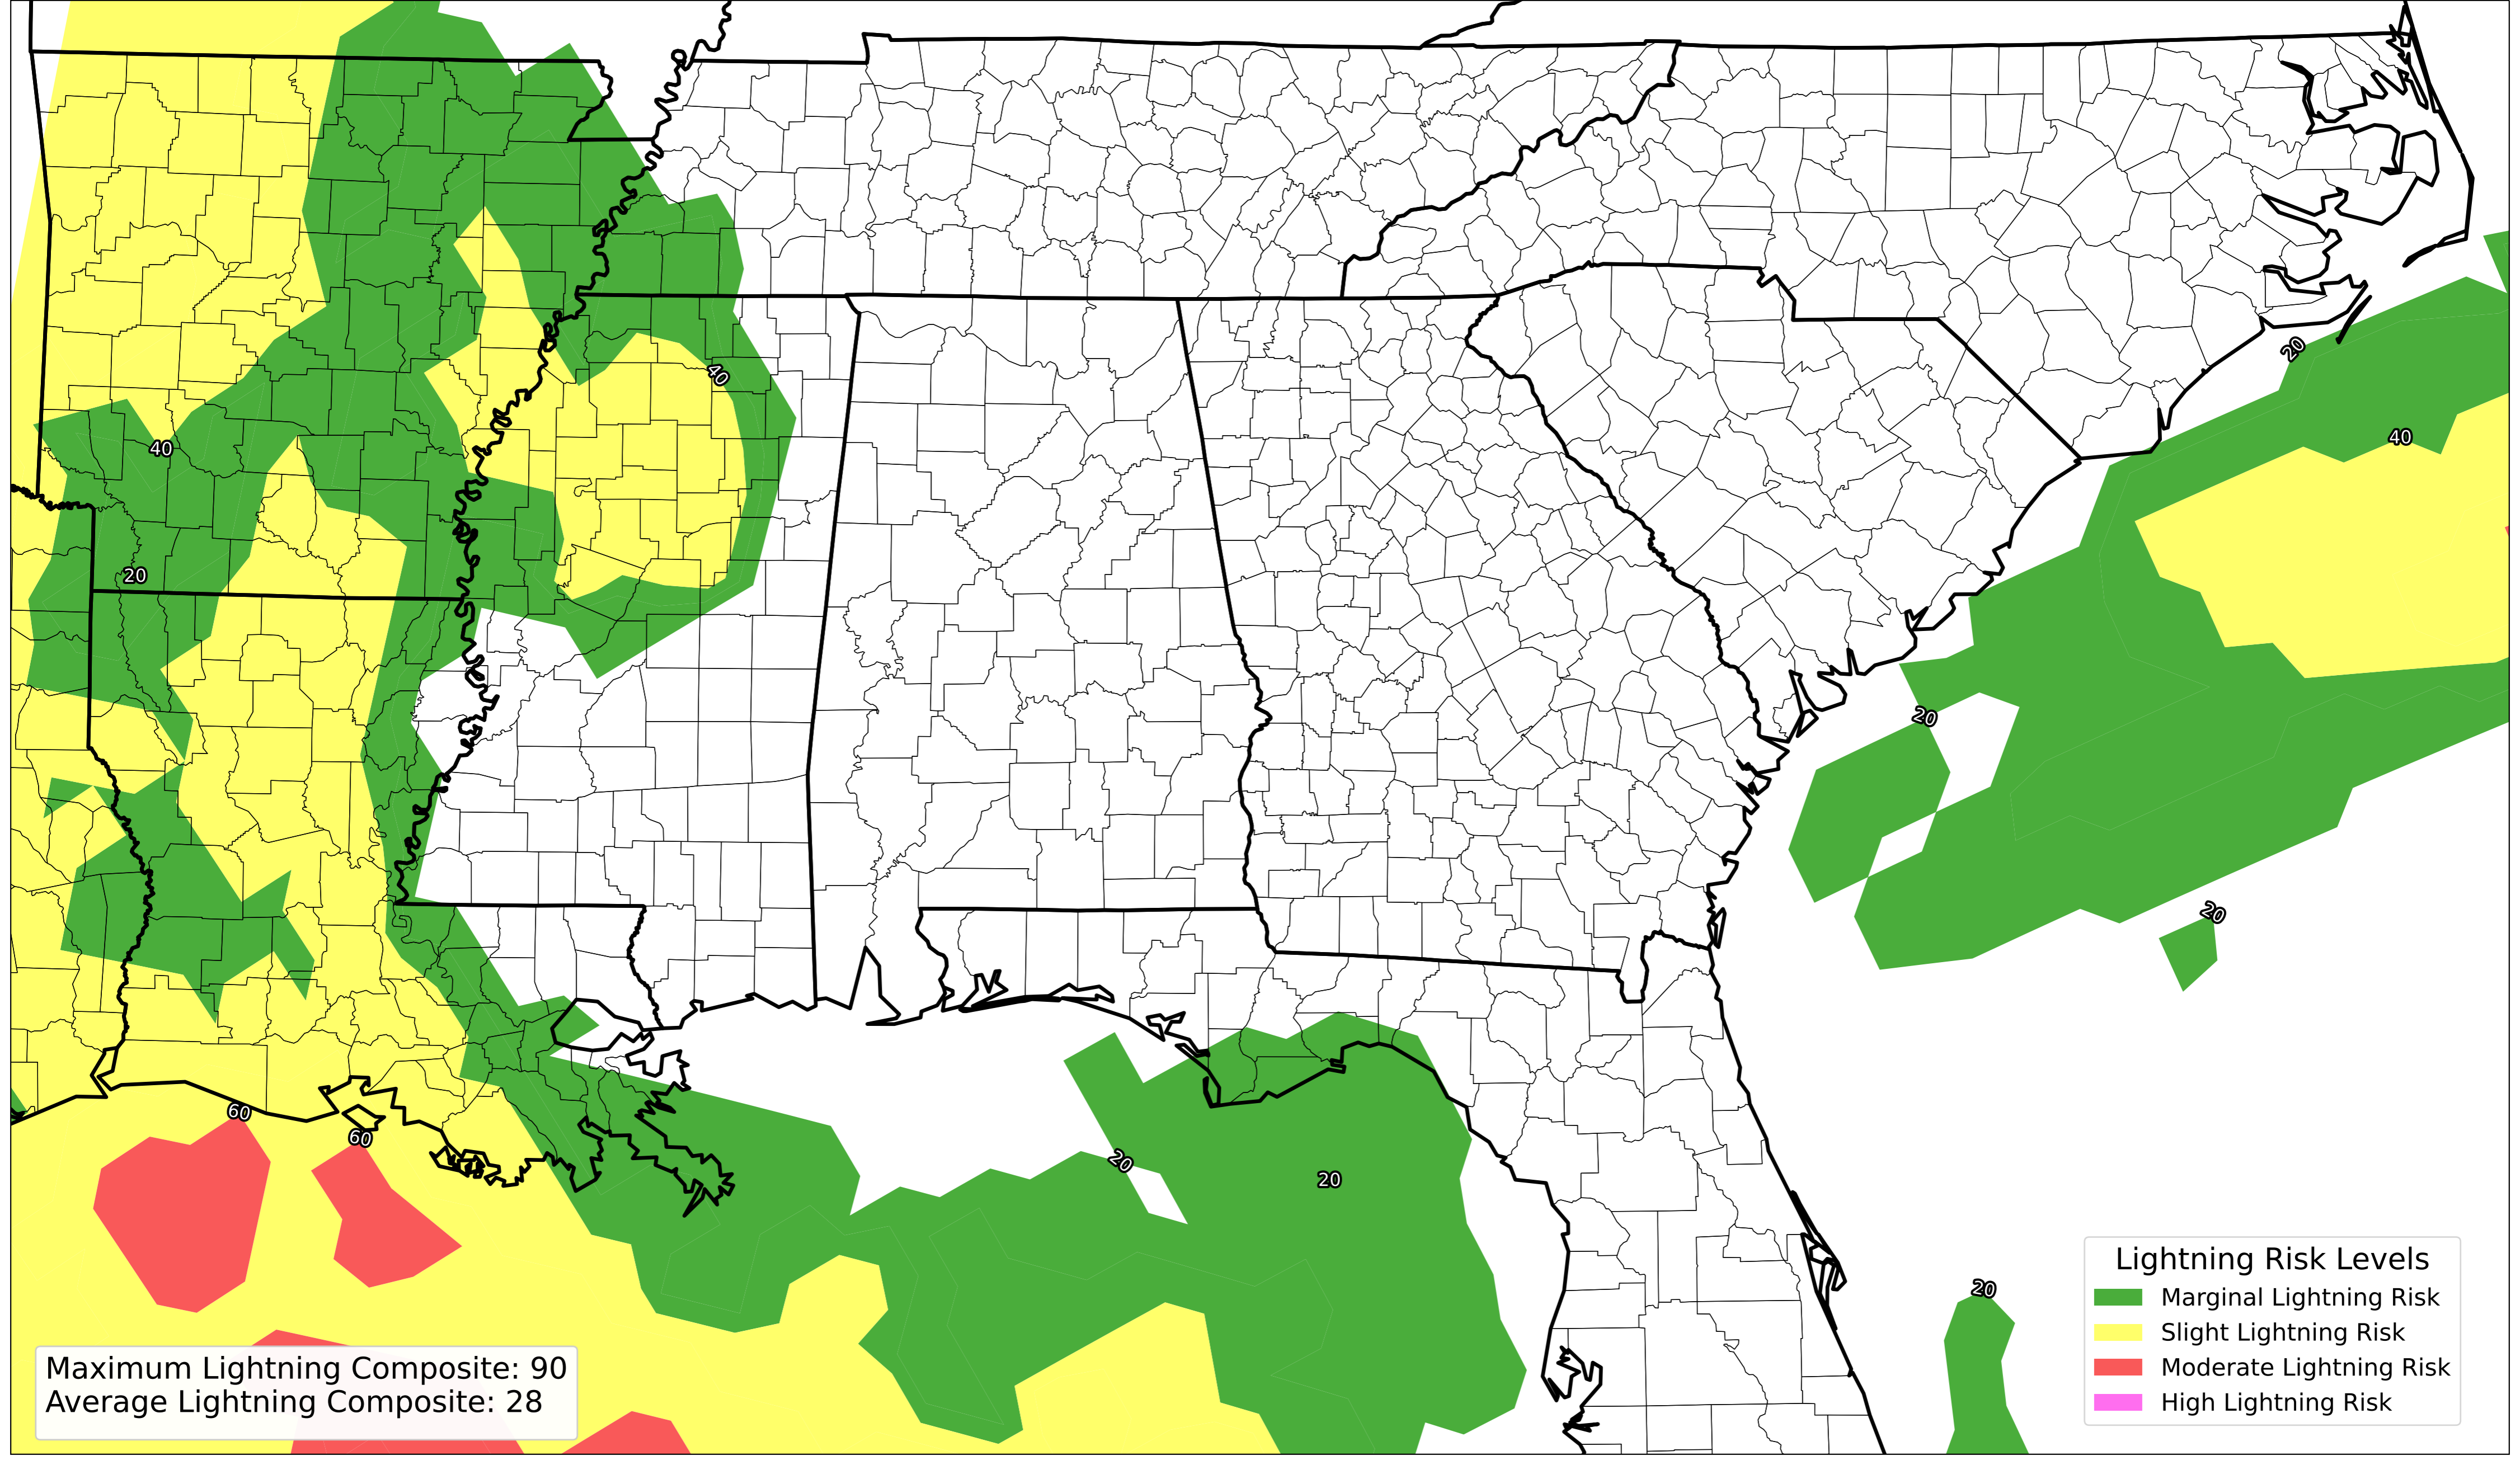 20
40
40
40
20
20
20
60
60
20
20
20
Lightning Risk Levels
Marginal Lightning Risk
Slight Lightning Risk
Moderate Lightning Risk
High Lightning Risk
Maximum Lightning Composite: 90
Average Lightning Composite: 28